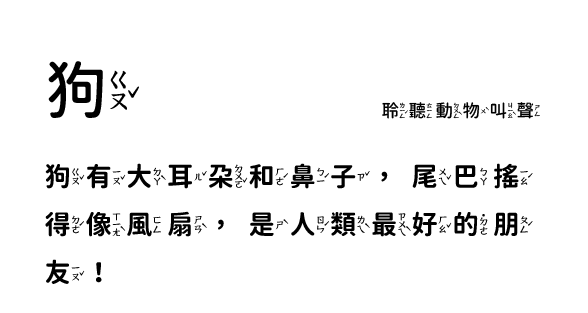 狗ㄍㄡˇ
聆ㄌㄧㄥˊ聽ㄊㄧㄥ動ㄉㄨㄥˋ物ㄨˋ叫ㄐㄧㄠˋ聲ㄕㄥ
狗ㄍㄡˇ有ㄧㄡˇ大ㄉㄚˋ耳ㄦˇ朵ㄉㄨㄛˇ和ㄏㄜˊ鼻ㄅㄧˊ子ㄗˇ，尾ㄨㄟˇ巴ㄅㄚ搖ㄧㄠˊ
得ㄉㄜˊ像ㄒㄧㄤˋ風ㄈㄥ扇ㄕㄢˋ，是ㄕˋ人ㄖㄣˊ類ㄌㄟˋ最ㄗㄨㄟˋ好ㄏㄠˇ的˙ㄉㄜ朋ㄆㄥˊ
友ㄧㄡˇ！